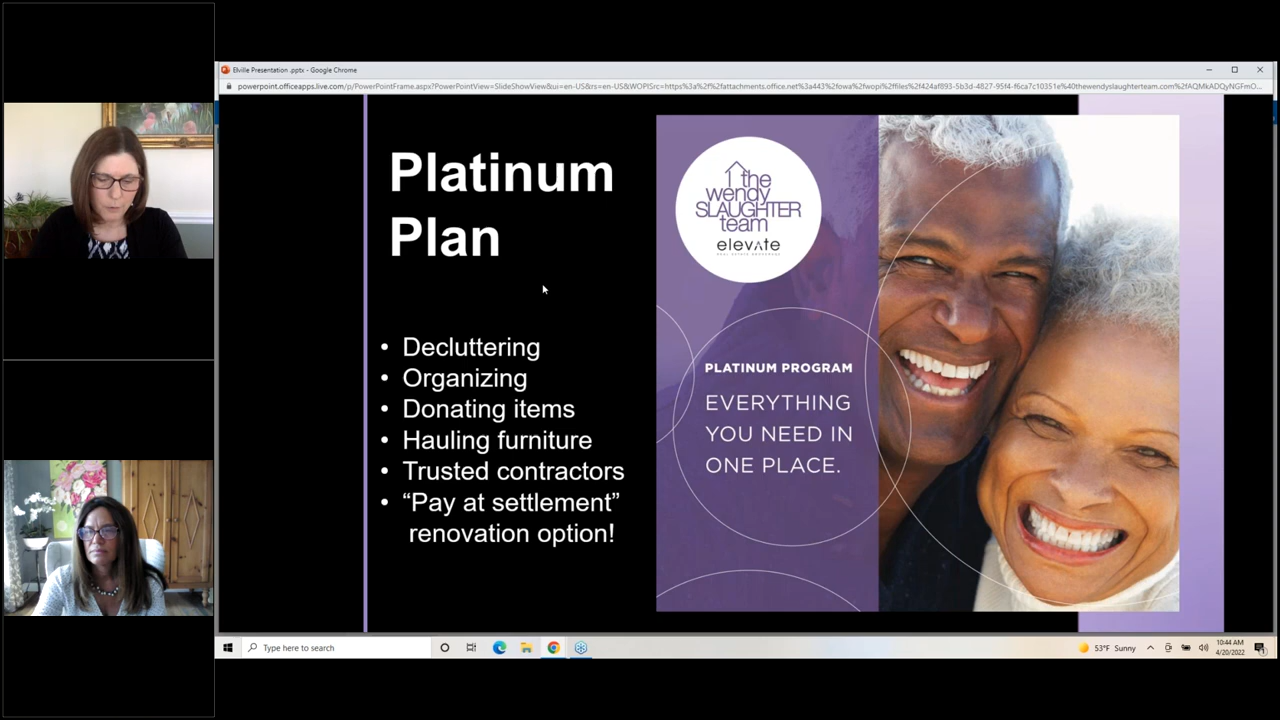 Elville Presentation .pptx - Google Chrome
Platinum
Plan
• Decluttering
• Organizing
• Donating items
• Hauling furniture
• Trusted contractors
• “Pay at settlement”
renovation option!
the
wendy
SLAUGHTER
team
elevate
REAL ESTATE BROKERAGE
PLATINUM PROGRAM
EVERYTHING
YOU NEED IN
ONE PLACE.
Type here to search
53°F Sunny
10:44 AM
4/20/2022